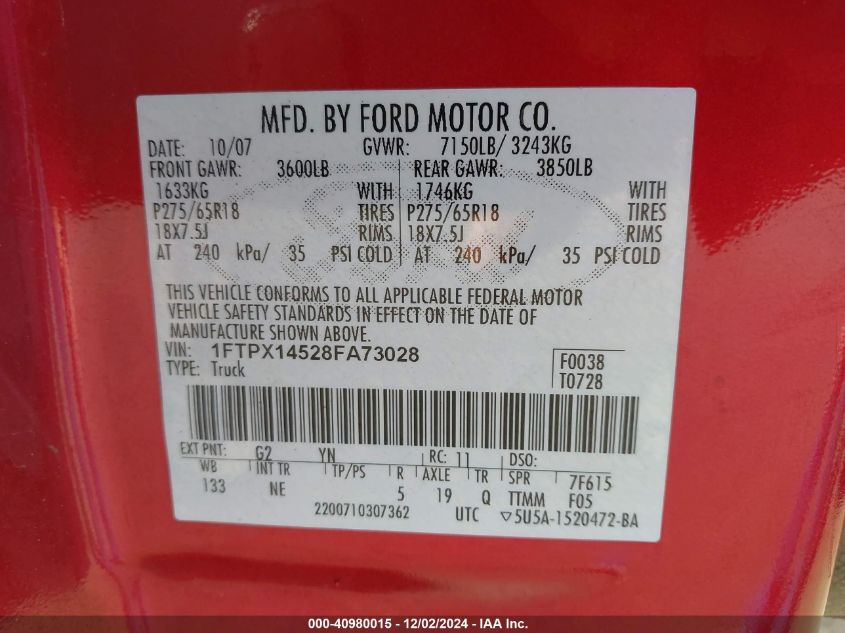 MFD. BY FORD MOTOR CO.
DATE: 10/07 GVWR: 7150LB/ 3243KG
FRONT GAWR: 3600LB REAR GAWR: 3850LB
1633KG WITH 1746KG WITH
P275/65R18 TIRES P275/65R18 TIRES
18X7.5J RIMS 18X7.5J RIMS
AT 240 kPa/ 35 PSI COLD AT 240 kPa/ 35 PSI COLD
THIS VEHICLE CONFORMS TO ALL APPLICABLE FEDERAL MOTOR
VEHICLE SAFETY STANDARDS IN EFFECT ON THE DATE OF
MANUFACTURE SHOWN ABOVE.
VIN: 1FTPX14528FA73028
TYPE: Truck
F0038
T0728
EXT PNT: G2 YN RC: 11 DSO:
WB INT TR TP/PS R AXLE TR SPR 7F615
133 NE 5 19 Q TTMM F05
2200710307362 UTC ▽5U5A-1520472-BA
000-40980015 - 12/02/2024 - IAA Inc.